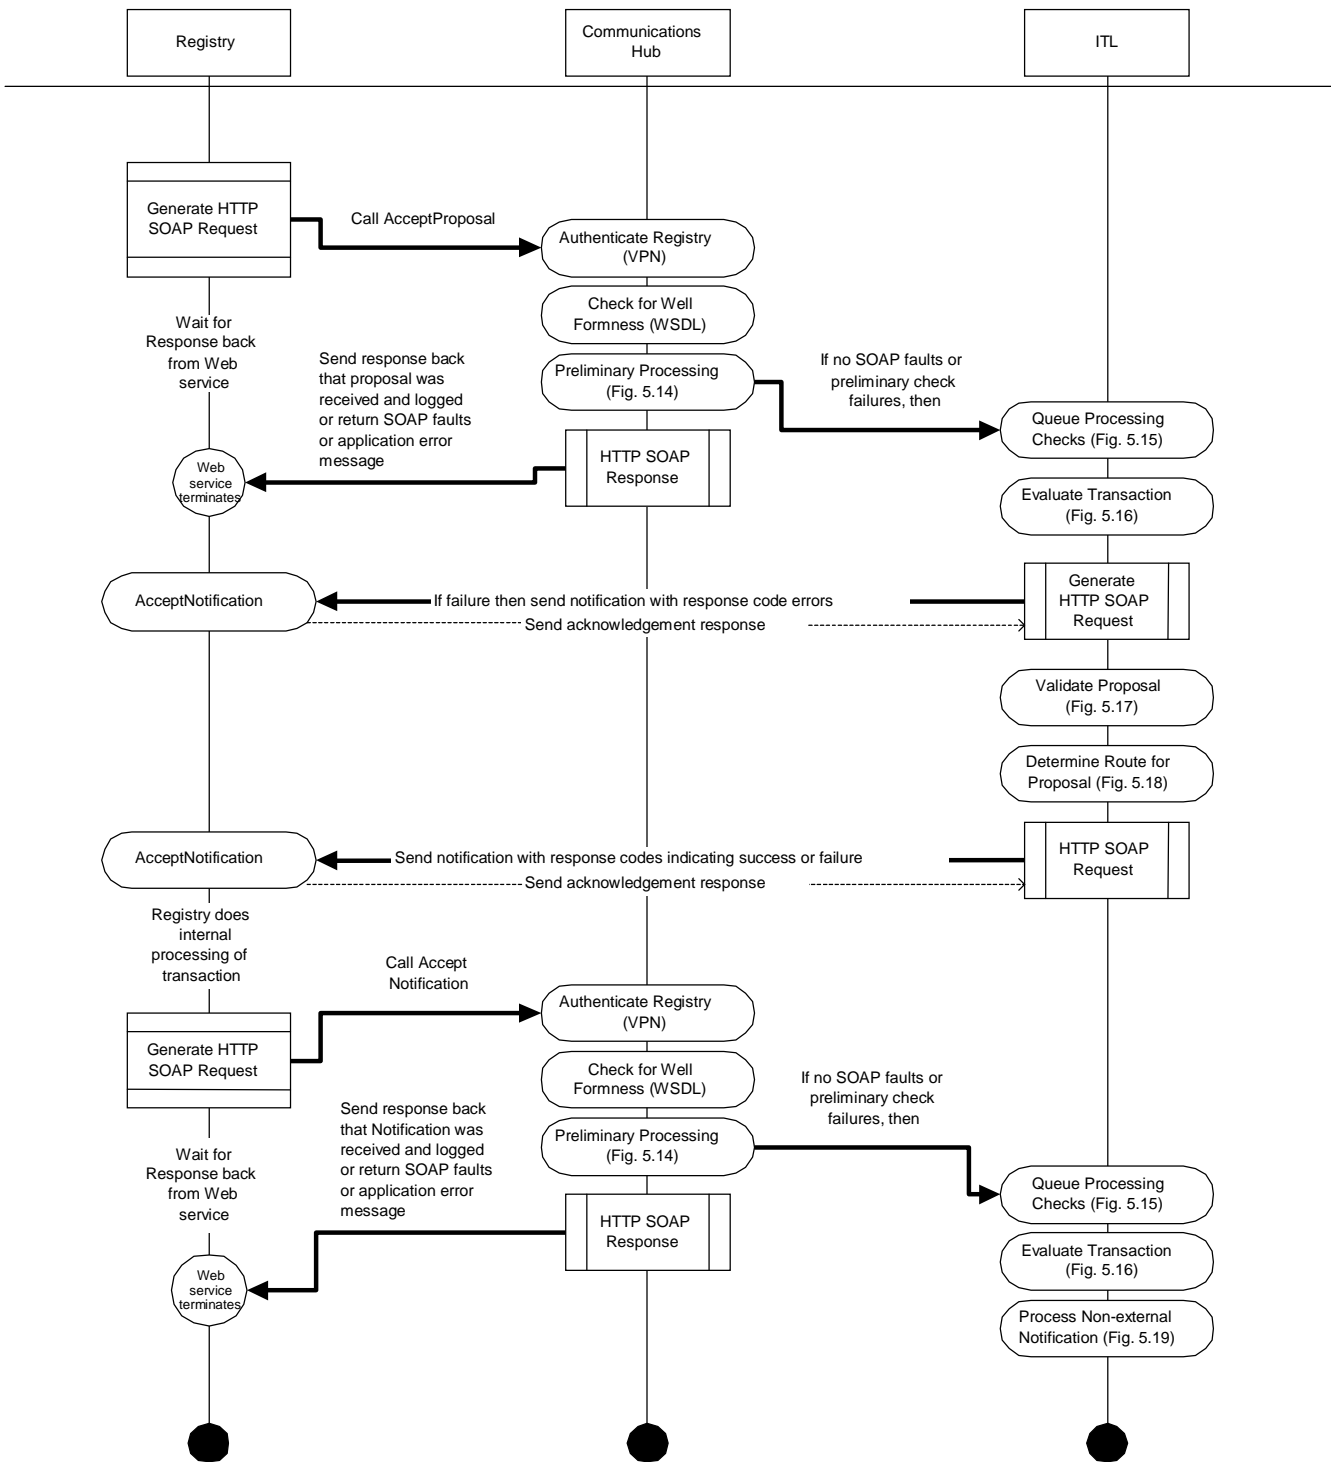 Registry
Communications
Hub
ITL
Generate HTTP
SOAP Request
Call AcceptProposal
Authenticate Registry
(VPN)
Check for Well
Formness (WSDL)
Wait for
Response back
from Web
service
Send response back
that proposal was
received and logged
or return SOAP faults
or application error
message
Preliminary Processing
(Fig. 5.14)
If no SOAP faults or
preliminary check
failures, then
Queue Processing
Checks (Fig. 5.15)
HTTP SOAP
Response
Web
service
terminates
Evaluate Transaction
(Fig. 5.16)
AcceptNotification
If failure then send notification with response code errors
Send acknowledgement response
Generate
HTTP SOAP
Request
Validate Proposal
(Fig. 5.17)
Determine Route for
Proposal (Fig. 5.18)
AcceptNotification
Send notification with response codes indicating success or failure
Send acknowledgement response
HTTP SOAP
Request
Registry does
internal
processing of
transaction
Call Accept
Notification
Authenticate Registry
(VPN)
Generate HTTP
SOAP Request
Check for Well
Formness (WSDL)
If no SOAP faults or
preliminary check
failures, then
Send response back
that Notification was
received and logged
or return SOAP faults
or application error
message
Preliminary Processing
(Fig. 5.14)
Wait for
Response back
from Web
service
Queue Processing
Checks (Fig. 5.15)
HTTP SOAP
Response
Evaluate Transaction
(Fig. 5.16)
Web
service
terminates
Process Non-external
Notification (Fig. 5.19)